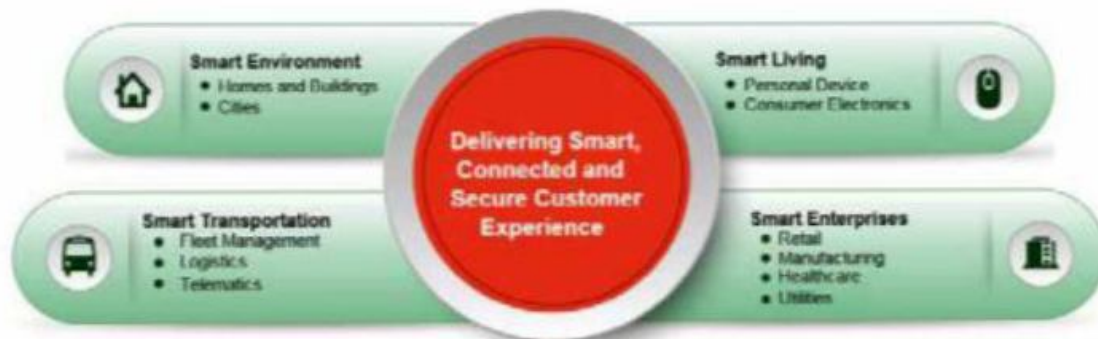 Smart Environment
Homes and Buildings
Cities
Smart Living
Personal Device
Consumer Electronics
Delivering Smart,
Connected and
Secure Customer
Experience
Smart Transportation
Fleet Management
Logistics
Telematics
Smart Enterprises
Retail
Manufacturing
Healthcare
Utilities